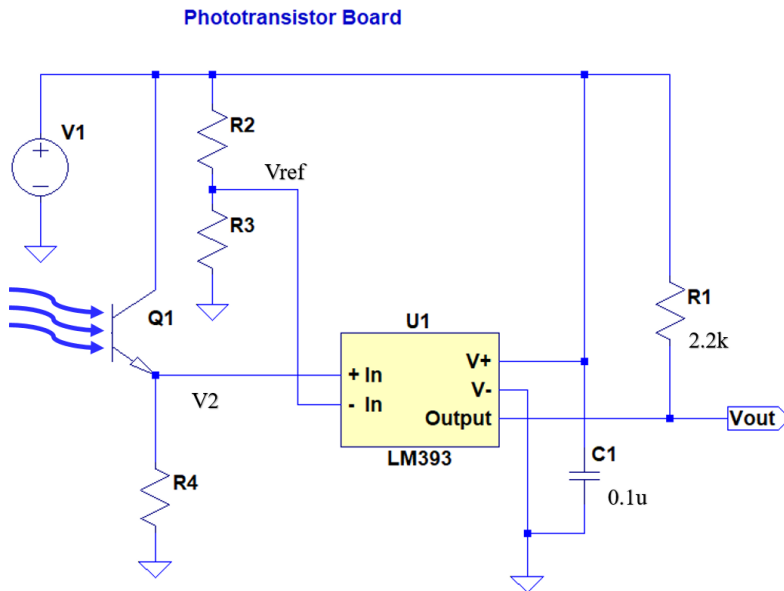 Phototransistor Board
V1
R2
Vref
R3
Q1
U1
R1
2.2k
+ In
V+
V2
- In
V-
Output
Vout
LM393
C1
R4
0.1u